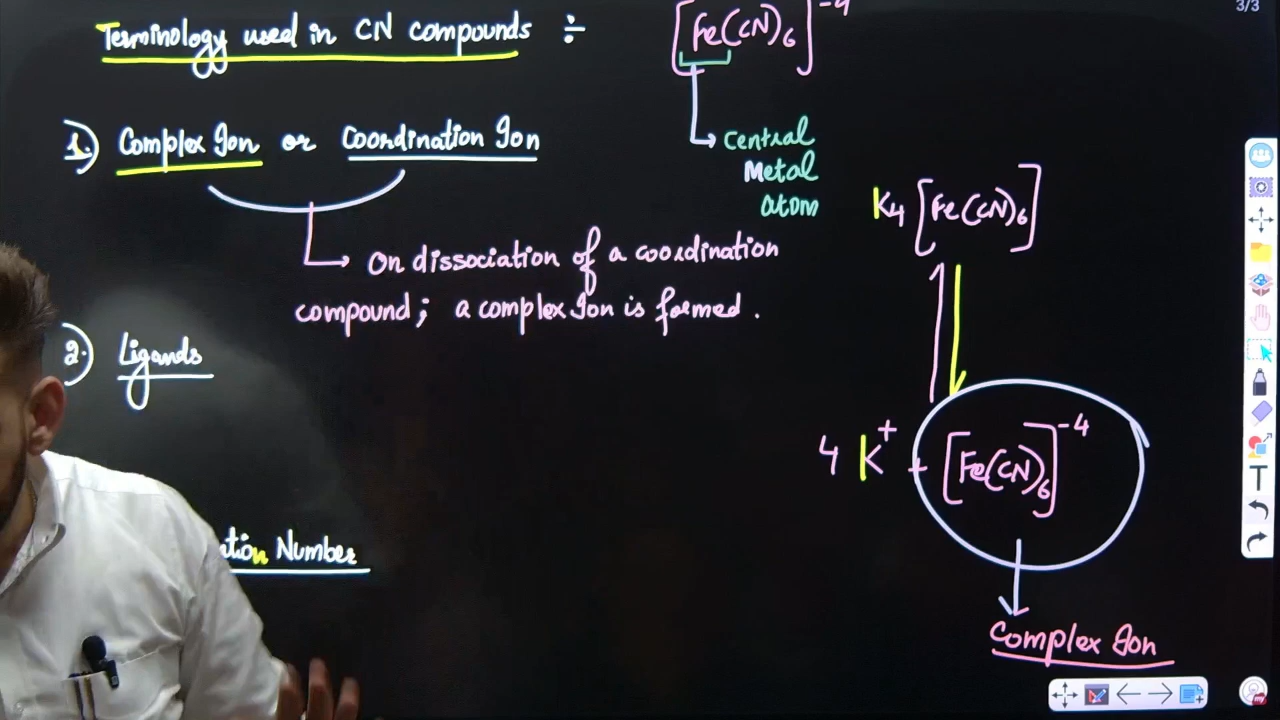 3/3
Terminology used in CN compounds ÷
[Fe(CN)6]-4
Central
Metal
atom
1.) Complex Ion or Coordination Ion
K4[Fe(CN)6]
On dissociation of a coordination
compound; a complex Ion is formed.
2.) Ligands
4 K+ + [Fe(CN)6]-4
ation Number
Complex Ion
T